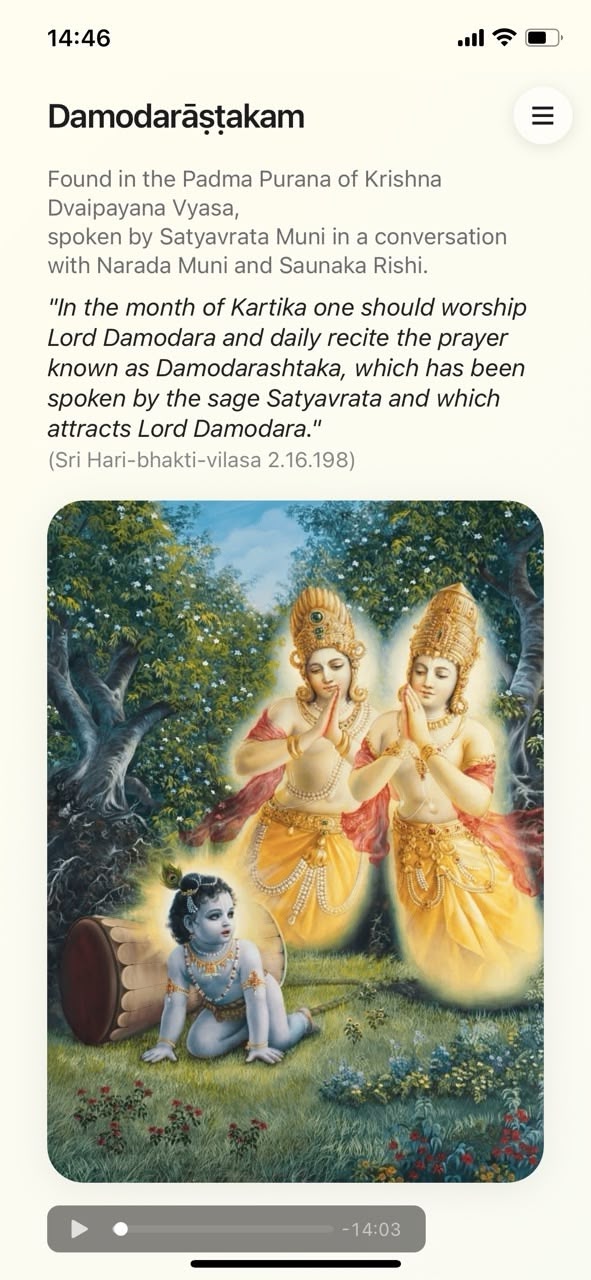 14:46
Damodarāṣṭakam
Found in the Padma Purana of Krishna
Dvaipayana Vyasa,
spoken by Satyavrata Muni in a conversation
with Narada Muni and Saunaka Rishi.
"In the month of Kartika one should worship
Lord Damodara and daily recite the prayer
known as Damodarashtaka, which has been
spoken by the sage Satyavrata and which
attracts Lord Damodara."
(Sri Hari-bhakti-vilasa 2.16.198)
-14:03